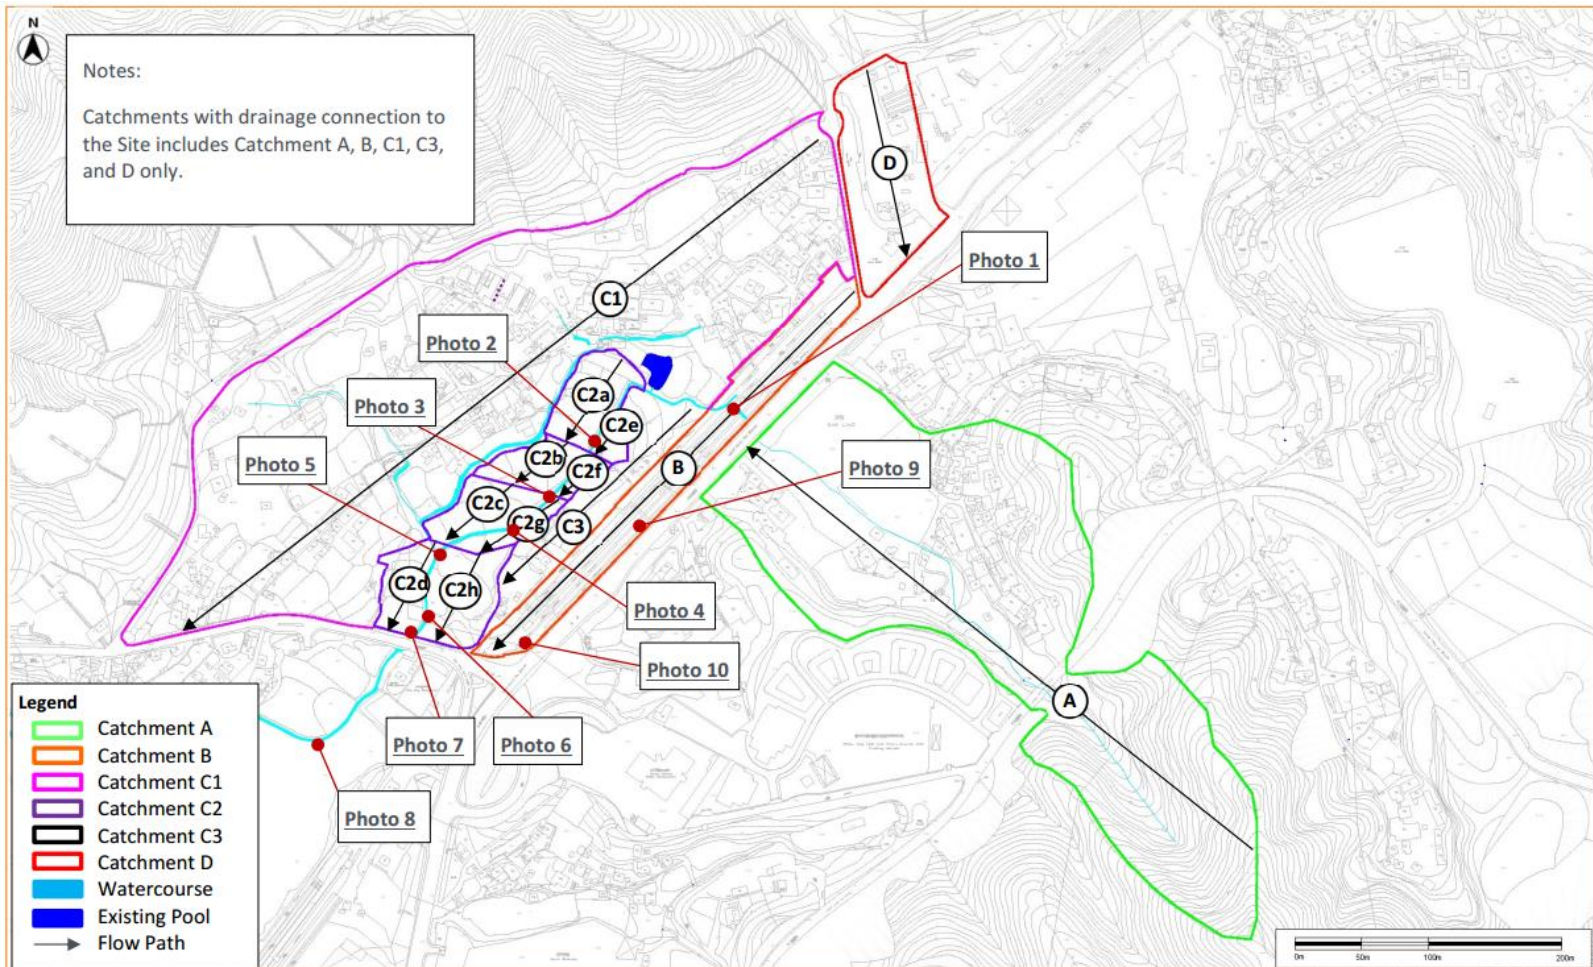 N
Notes:
Catchments with drainage connection to
the Site includes Catchment A, B, C1, C3,
and D only.
D
Photo 1
C1
Photo 2
C2a
Photo 3
C2e
C2b
B
Photo 5
C2f
Photo 9
C2c
C2g
C3
C2d
C2h
Photo 4
Photo 10
A
Photo 7
Photo 6
Photo 8
Legend
Catchment A
Catchment B
Catchment C1
Catchment C2
Catchment C3
Catchment D
Watercourse
Existing Pool
Flow Path
0m 50m 100m 200m